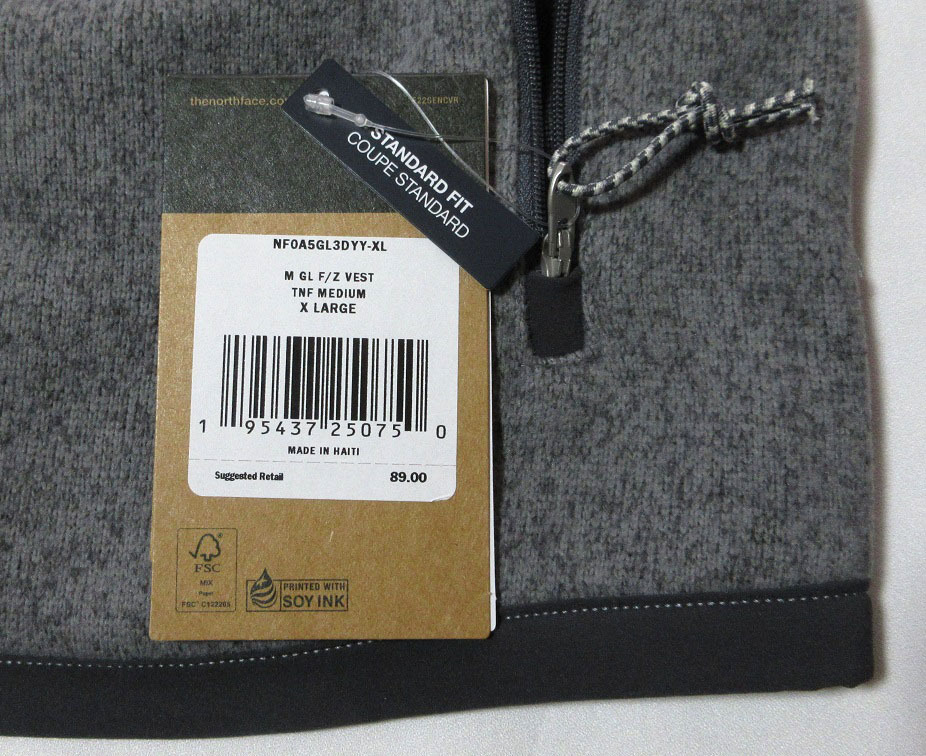 thenorthface.co
STANDARD FIT
COUPE STANDARD
NF0A5GL3DYY-XL
M GL F/Z VEST
TNF MEDIUM
X LARGE
1 95437 25075 0
MADE IN HAITI
Suggested Retail 89.00
FSC
MIX
Paper
PRINTED WITH
SOY INK